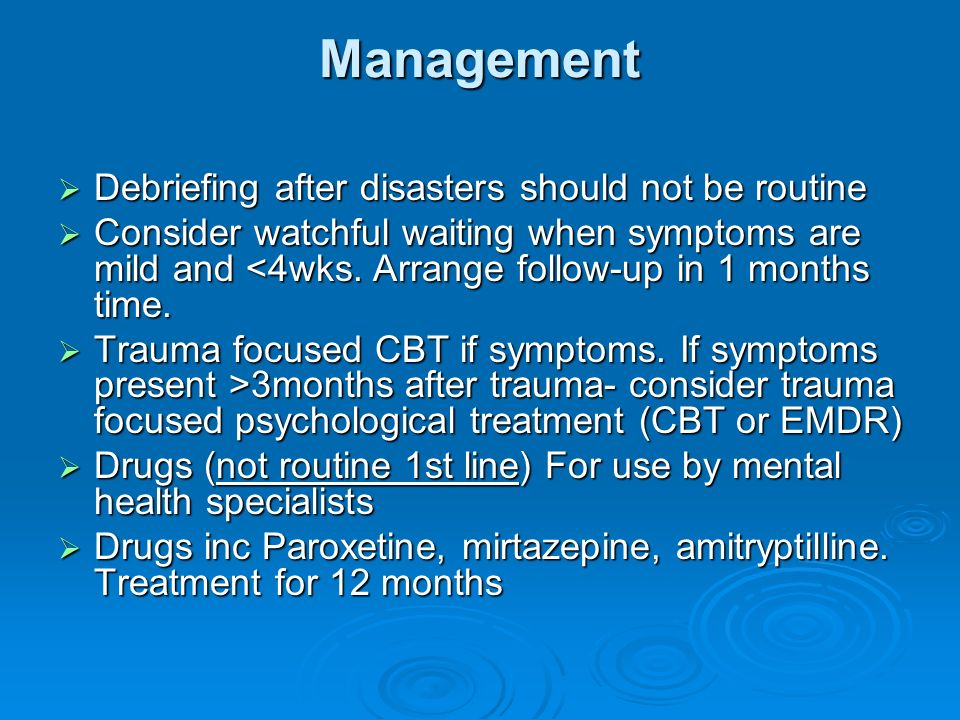 Management
Debriefing after disasters should not be routine
Consider watchful waiting when symptoms are
mild and <4wks. Arrange follow-up in 1 months
time.
Trauma focused CBT if symptoms. If symptoms
present >3months after trauma- consider trauma
focused psychological treatment (CBT or EMDR)
Drugs (not routine 1st line) For use by mental
health specialists
Drugs inc Paroxetine, mirtazepine, amitryptilline.
Treatment for 12 months